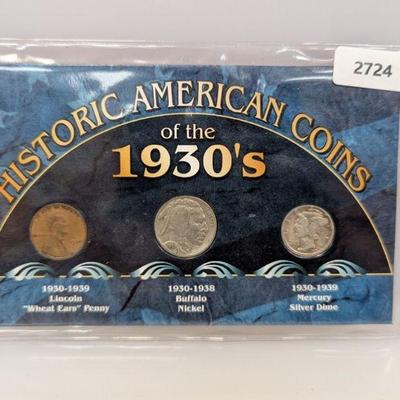 2724
HISTORIC AMERICAN COINS
of the
1930's
1930-1939
Lincoln
"Wheat Ears" Penny
1930-1938
Buffalo
Nickel
1930-1939
Mercury
Silver Dime